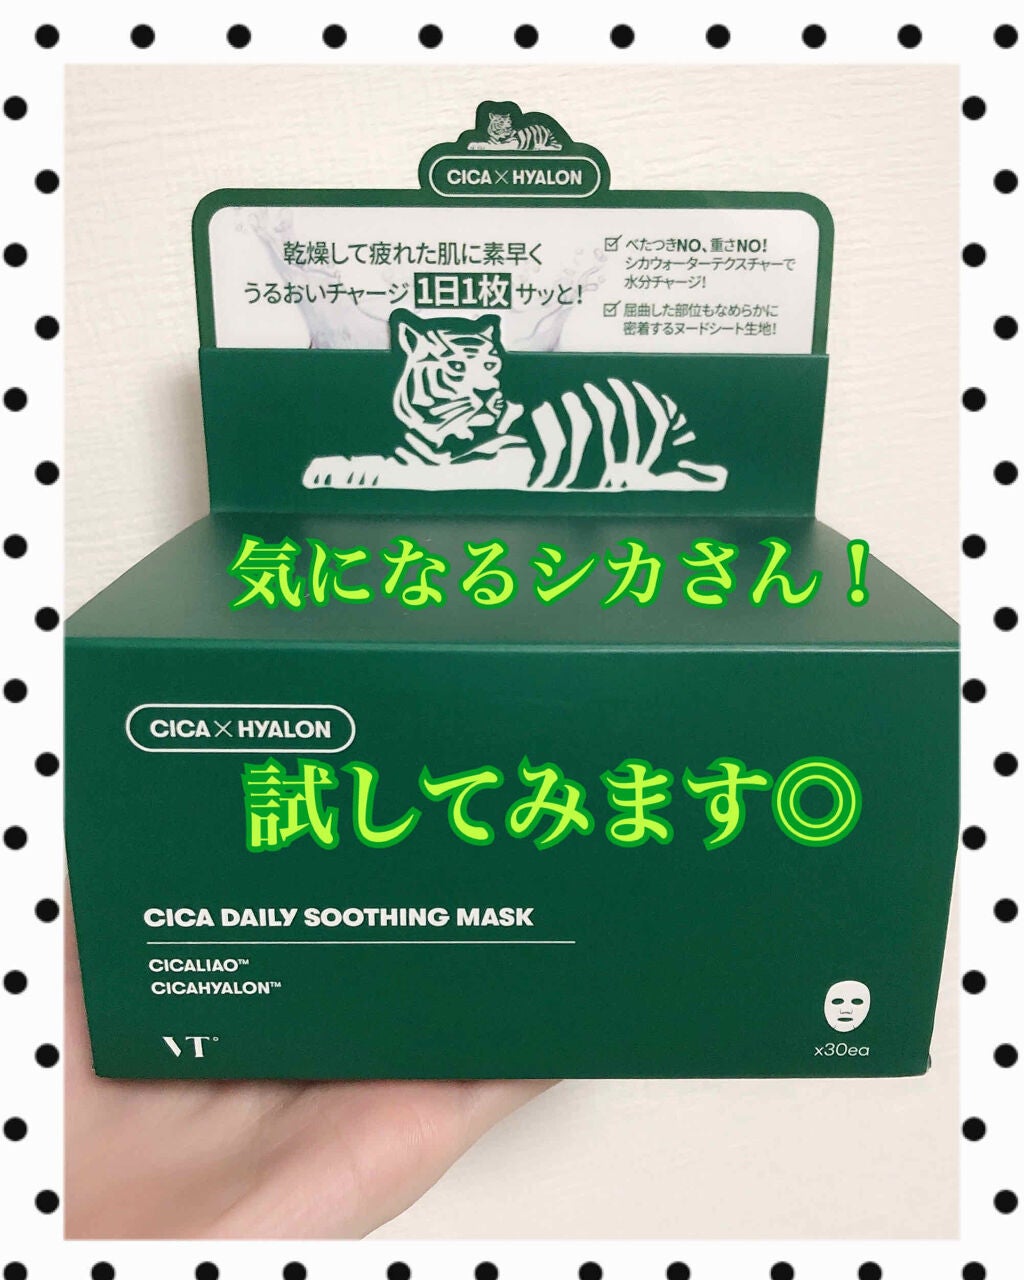 CICA×HYALON
乾燥して疲れた肌に素早く
うるおいチャージ 1日1枚 サッと!
☑ べたつきNO、重さNO!
シカウォーターテクスチャーで
水分チャージ!
☑ 屈曲した部位もなめらかに
密着するヌードシート生地!
気になるシカさん！
CICA×HYALON
試してみます◎
CICA DAILY SOOTHING MASK
CICALIAO™
CICAHYALON™
VT°
x30ea